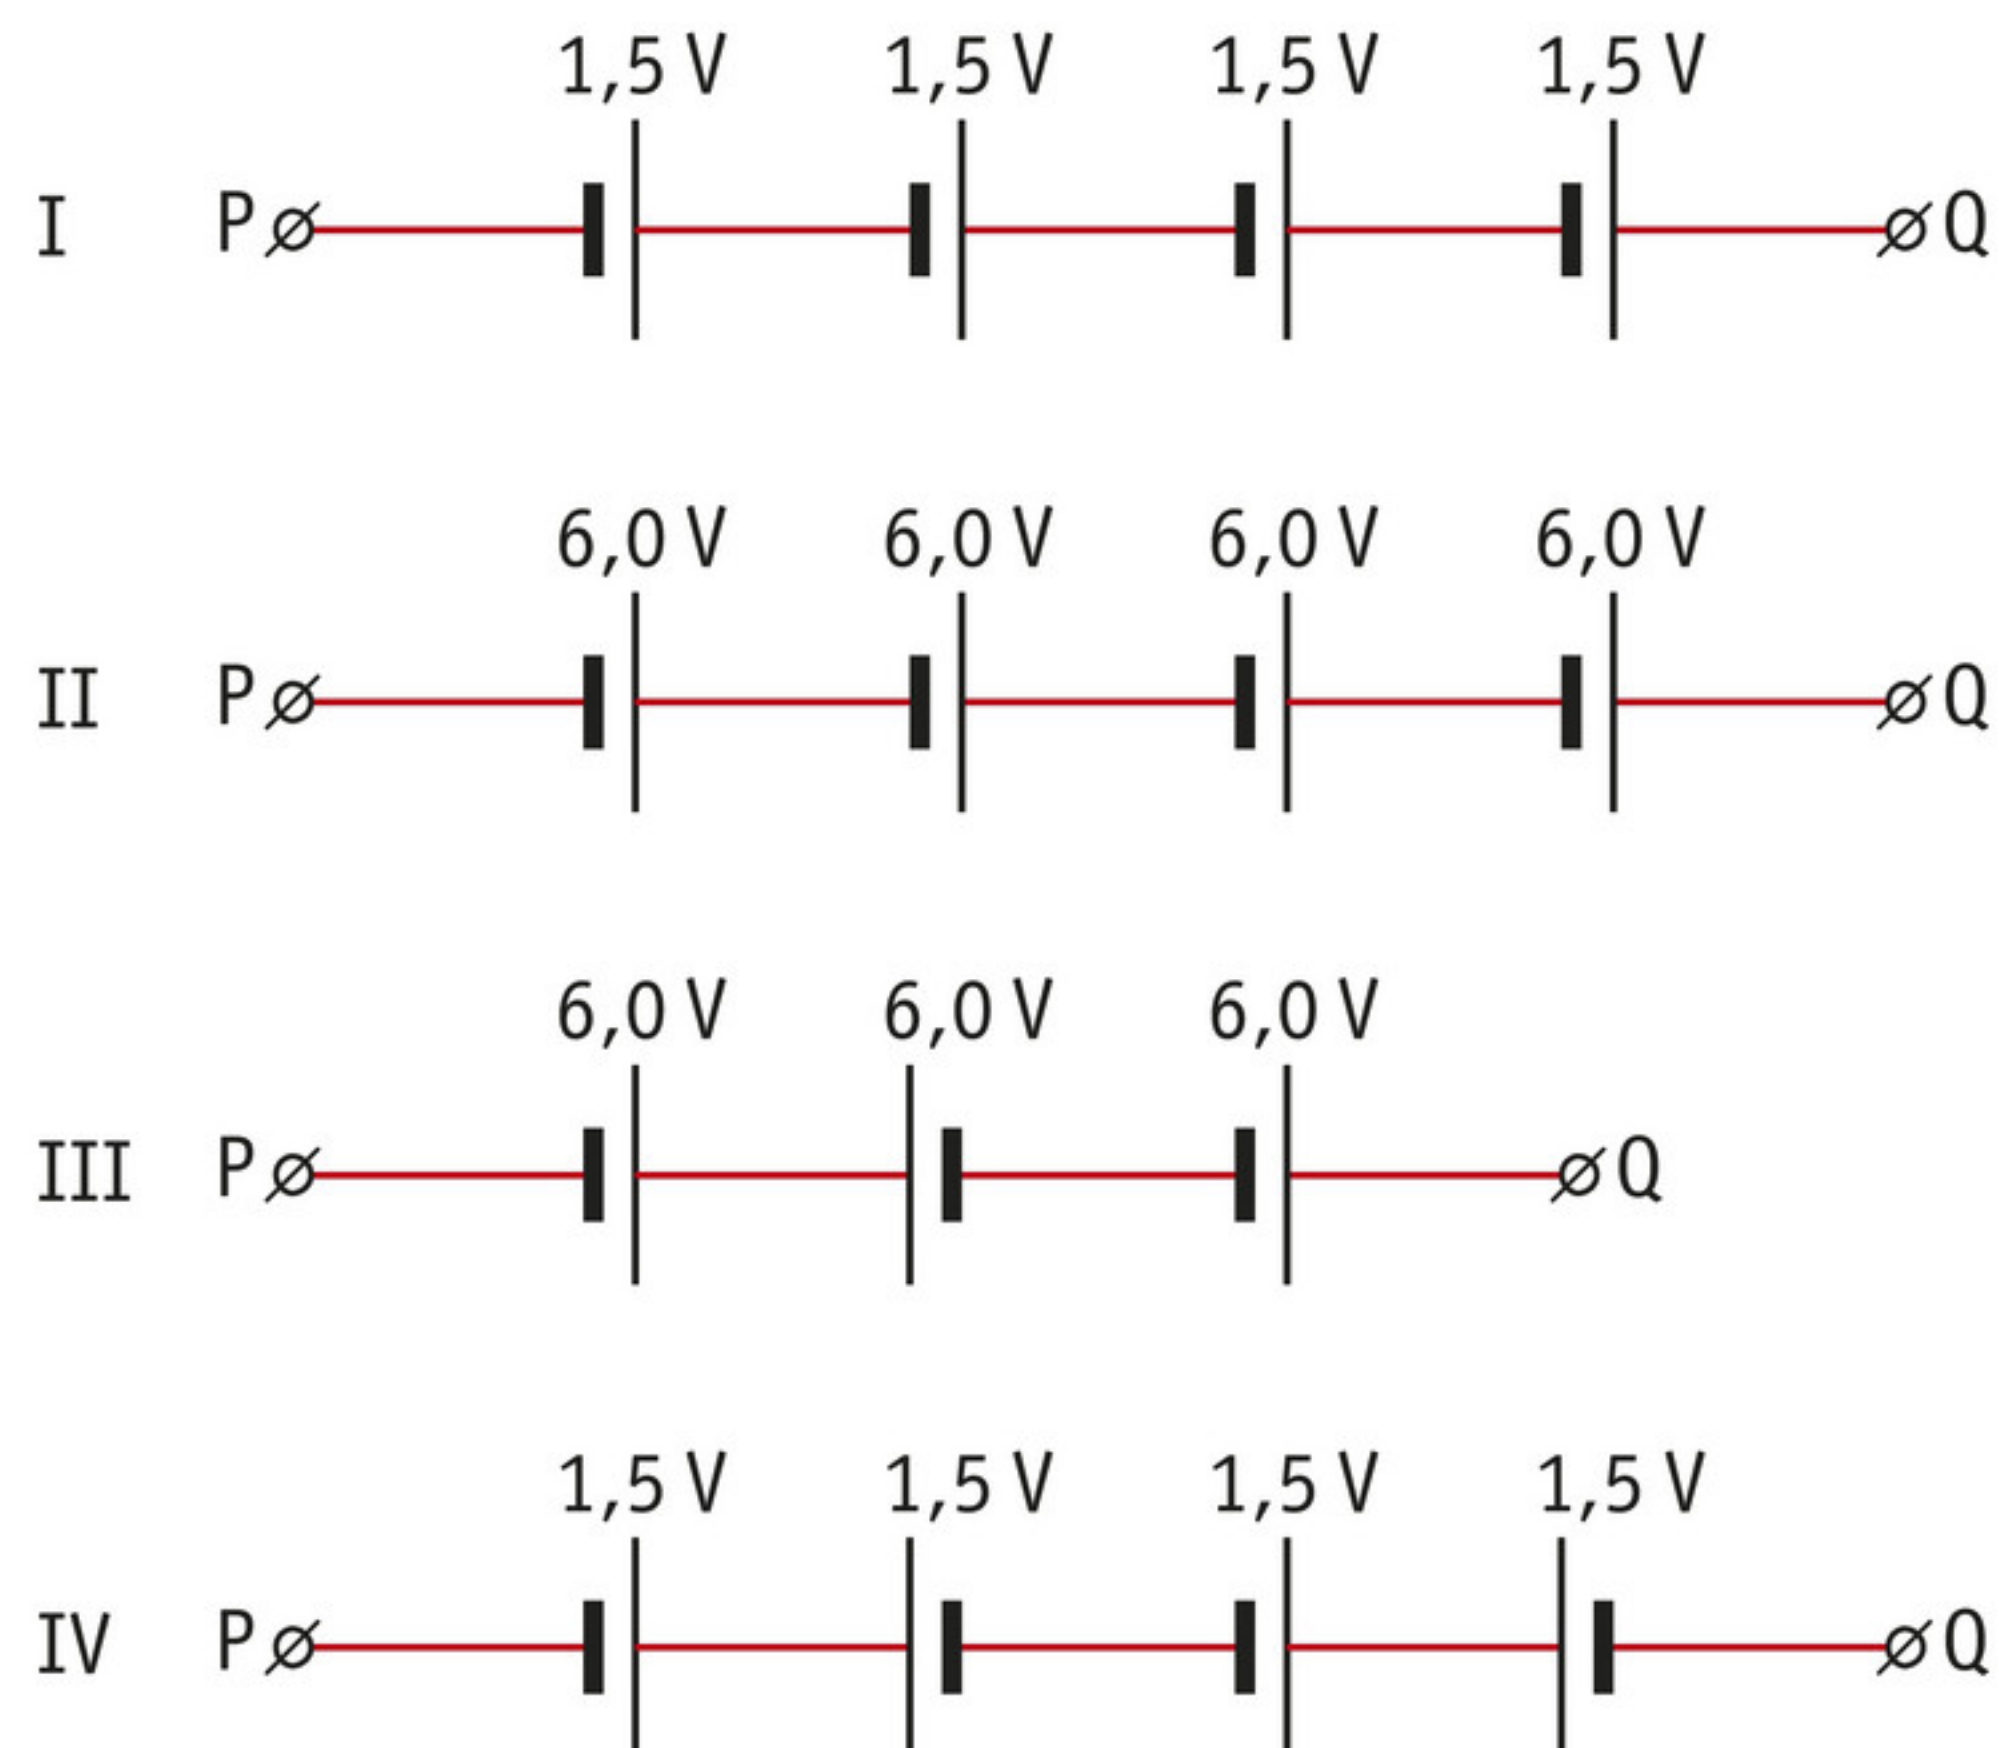 1,5 V 1,5 V 1,5 V 1,5 V
I P Q
6,0 V 6,0 V 6,0 V 6,0 V
II P Q
6,0 V 6,0 V 6,0 V
III P Q
1,5 V 1,5 V 1,5 V 1,5 V
IV P Q